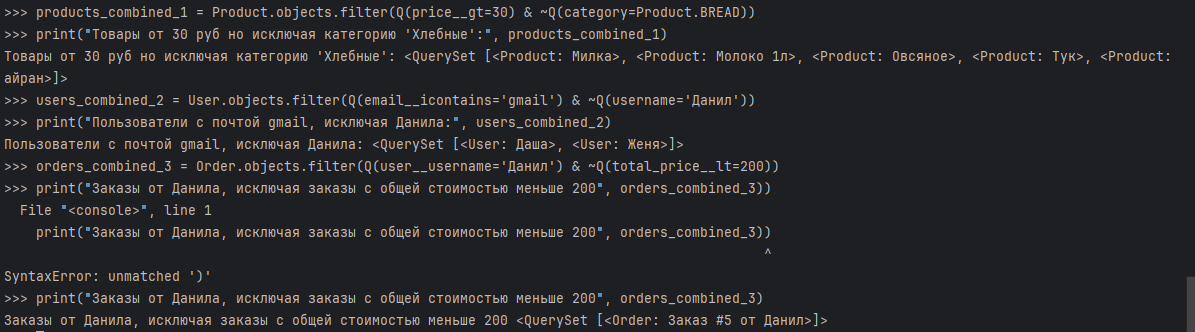 >>> products_combined_1 = Product.objects.filter(Q(price__gt=30) & ~Q(category=Product.BREAD))
>>> print("Товары от 30 руб но исключая категорию 'Хлебные':", products_combined_1)
Товары от 30 руб но исключая категорию 'Хлебные': <QuerySet [<Product: Милка>, <Product: Молоко 1л>, <Product: Овсяное>, <Product: Тук>, <Product:
айран>]>
>>> users_combined_2 = User.objects.filter(Q(email__icontains='gmail') & ~Q(username='Данил'))
>>> print("Пользователи с почтой gmail, исключая Данила:", users_combined_2)
Пользователи с почтой gmail, исключая Данила: <QuerySet [<User: Даша>, <User: Женя>]>
>>> orders_combined_3 = Order.objects.filter(Q(user__username='Данил') & ~Q(total_price__lt=200))
>>> print("Заказы от Данила, исключая заказы с общей стоимостью меньше 200", orders_combined_3))
  File "<console>", line 1
    print("Заказы от Данила, исключая заказы с общей стоимостью меньше 200", orders_combined_3))
                                                                                               ^
SyntaxError: unmatched ')'
>>> print("Заказы от Данила, исключая заказы с общей стоимостью меньше 200", orders_combined_3)
Заказы от Данила, исключая заказы с общей стоимостью меньше 200 <QuerySet [<Order: Заказ #5 от Данил>]>